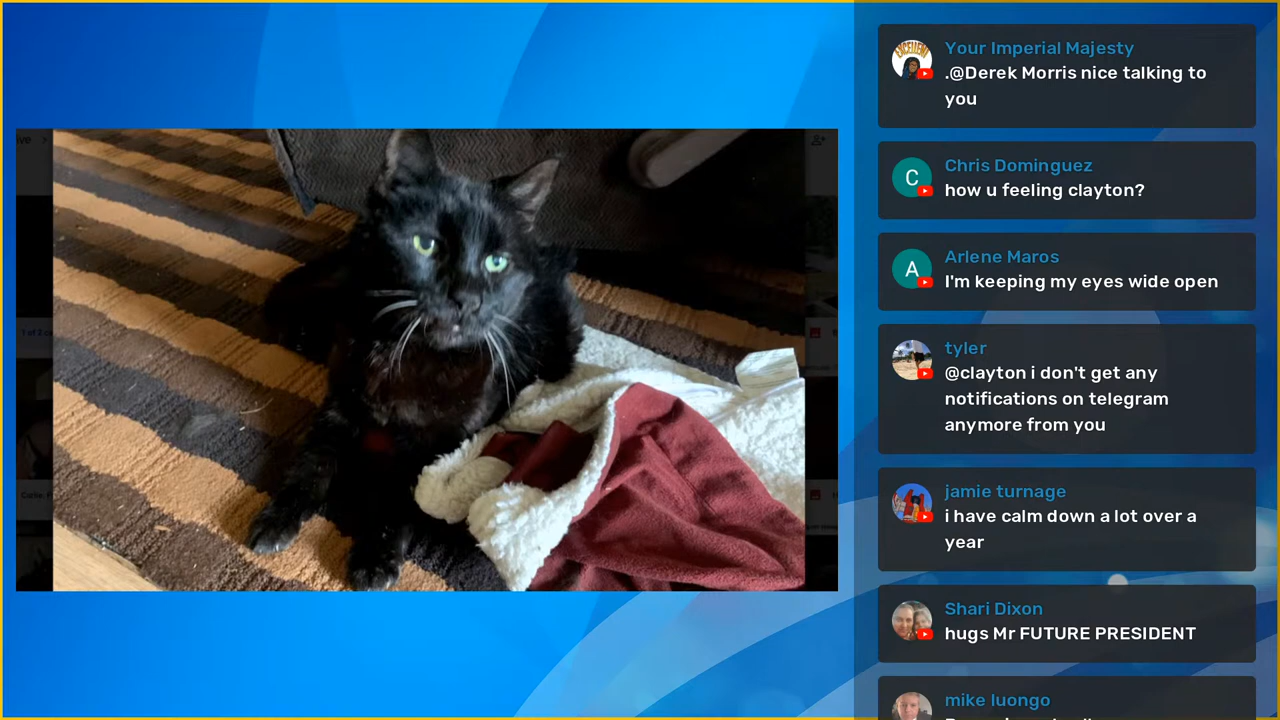 Your Imperial Majesty
.@Derek Morris nice talking to
you
Chris Dominguez
how u feeling clayton?
Arlene Maros
I'm keeping my eyes wide open
tyler
@clayton i don't get any
notifications on telegram
anymore from you
jamie turnage
i have calm down a lot over a
year
Shari Dixon
hugs Mr FUTURE PRESIDENT
mike luongo
C
A